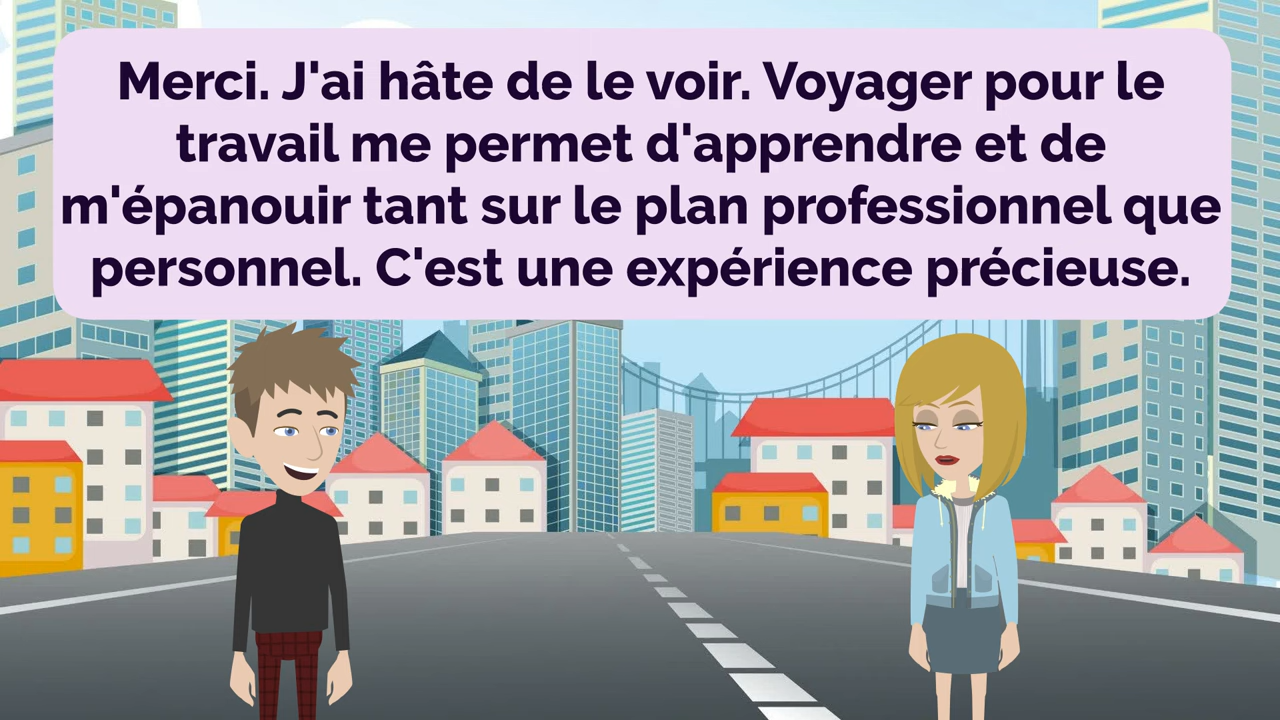 Merci. J'ai hâte de le voir. Voyager pour le
travail me permet d'apprendre et de
m'épanouir tant sur le plan professionnel que
personnel. C'est une expérience précieuse.